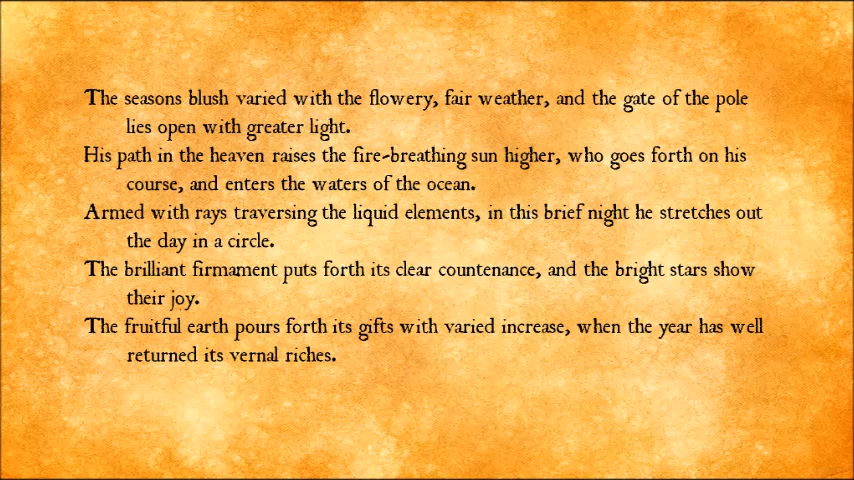 The seasons blush varied with the flowery, fair weather, and the gate of the pole
lies open with greater light.
His path in the heaven raises the fire-breathing sun higher, who goes forth on his
course, and enters the waters of the ocean.
Armed with rays traversing the liquid elements, in this brief night he stretches out
the day in a circle.
The brilliant firmament puts forth its clear countenance, and the bright stars show
their joy.
The fruitful earth pours forth its gifts with varied increase, when the year has well
returned its vernal riches.